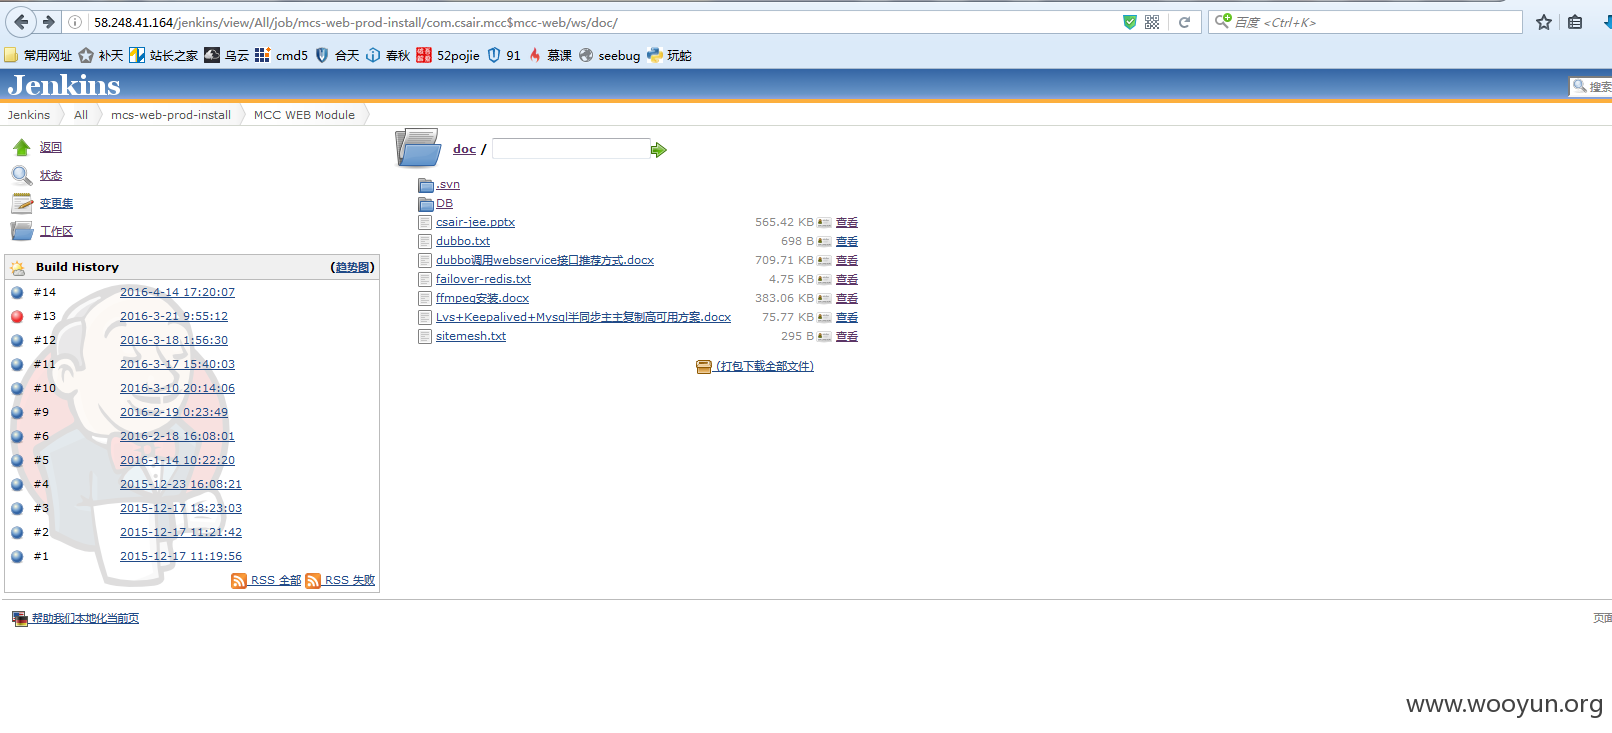 58.248.41.164/jenkins/view/All/job/mcs-web-prod-install/com.csair.mcc$mcc-web/ws/doc/
百度 <Ctrl+K>
常用网址 补天 站长之家 乌云 cmd5 合天 春秋 52pojie 91 慕课 seebug 玩蛇
Jenkins
搜索
Jenkins All mcs-web-prod-install MCC WEB Module
返回
状态
变更集
工作区
doc /
.svn
DB
csair-jee.pptx 565.42 KB 查看
dubbo.txt 698 B 查看
dubbo调用webservice接口推荐方式.docx 709.71 KB 查看
failover-redis.txt 4.75 KB 查看
ffmpeg安装.docx 383.06 KB 查看
Lvs+Keepalived+Mysql半同步主主复制高可用方案.docx 75.77 KB 查看
sitemesh.txt 295 B 查看
(打包下载全部文件)
Build History (趋势图)
#14 2016-4-14 17:20:07
#13 2016-3-21 9:55:12
#12 2016-3-18 1:56:30
#11 2016-3-17 15:40:03
#10 2016-3-10 20:14:06
#9 2016-2-19 0:23:49
#6 2016-2-18 16:08:01
#5 2016-1-14 10:22:20
#4 2015-12-23 16:08:21
#3 2015-12-17 18:23:03
#2 2015-12-17 11:21:42
#1 2015-12-17 11:19:56
RSS 全部 RSS 失败
帮助我们本地化当前页
页面
www.wooyun.org